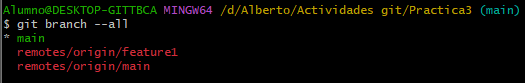 Alumno@DESKTOP-GITTBCA MINGW64 /d/Alberto/Actividades git/Practica3 (main)
$ git branch --all
* main
  remotes/origin/feature1
  remotes/origin/main